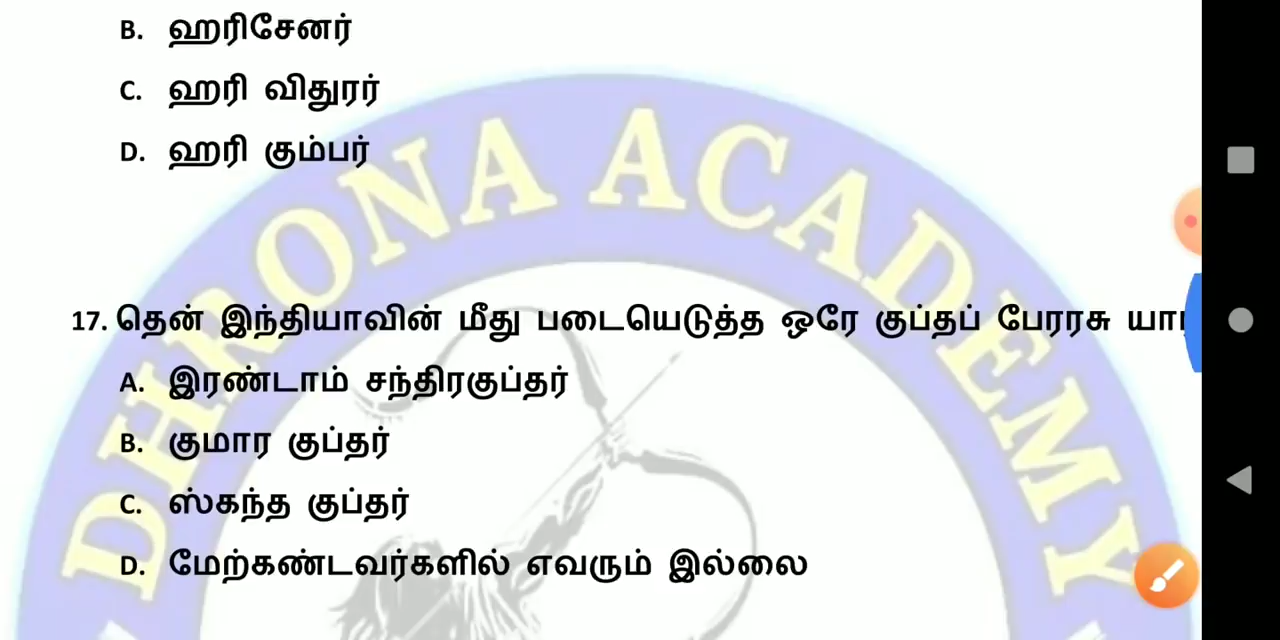 B. ஹரிசேனர்
C. ஹரி விதுரர்
D. ஹரி கும்பர்
DHRONA ACADEMY
17. தென் இந்தியாவின் மீது படையெடுத்த ஒரே குப்தப் பேரரசு
A. இரண்டாம் சந்திரகுப்தர்
B. குமார குப்தர்
C. ஸ்கந்த குப்தர்
D. மேற்கண்டவர்களில் எவரும் இல்லை